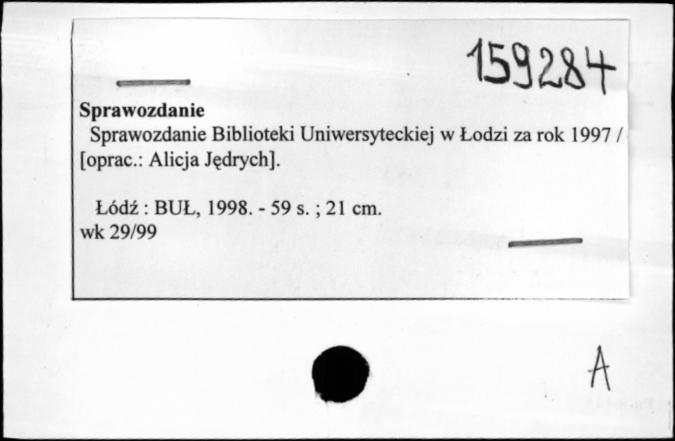 159284
Sprawozdanie
Sprawozdanie Biblioteki Uniwersyteckiej w Łodzi za rok 1997 /
[oprac.: Alicja Jędrych].
Łódź : BUŁ, 1998. - 59 s. ; 21 cm.
wk 29/99
A